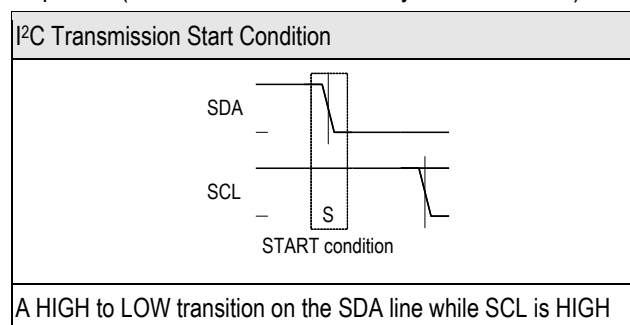 I²C Transmission Start Condition
SDA
SCL
S
START condition
A HIGH to LOW transition on the SDA line while SCL is HIGH